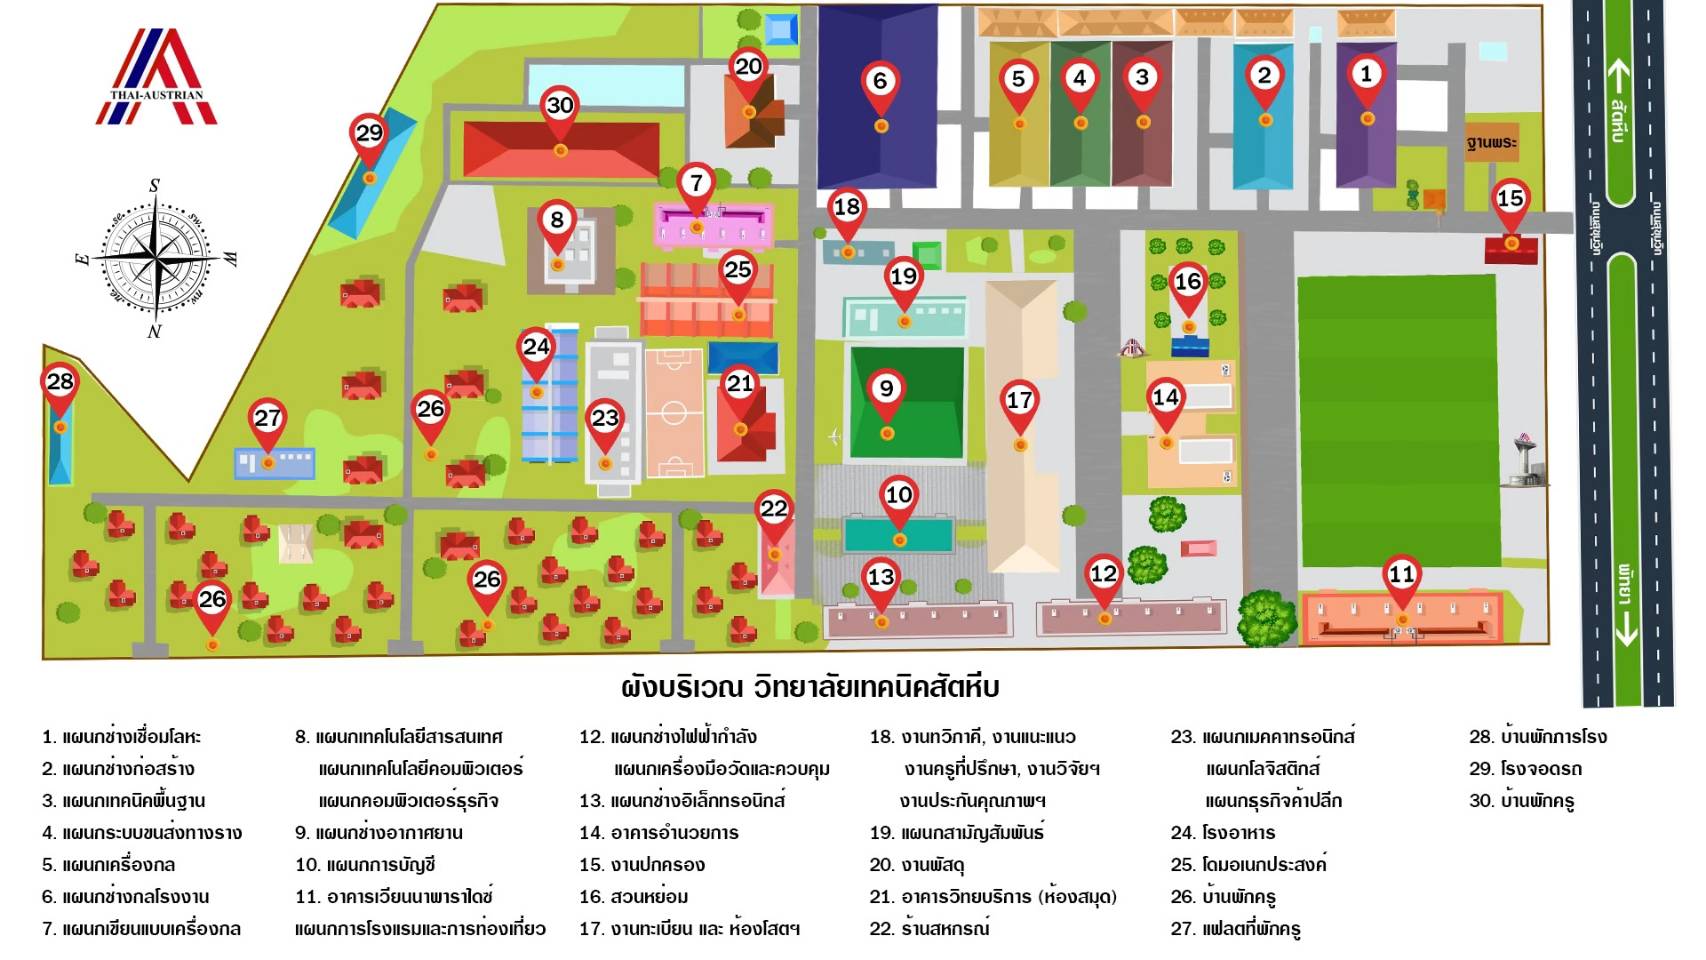 THAI-AUSTRIAN
S
se.
sw.
E
W
ne.
nw.
N
20
6
5
4
3
2
1
30
29
7
8
18
15
25
19
16
24
28
27
26
23
21
9
17
14
22
10
26
26
13
12
11
ฐานพระ
สัตหีบ
ถนนสุขุมวิท
ถนนสุขุมวิท
พัทยา
ผังบริเวณ วิทยาลัยเทคนิคสัตหีบ
1. แผนกช่างเชื่อมโลหะ
2. แผนกช่างก่อสร้าง
3. แผนกเทคนิคพื้นฐาน
4. แผนกระบบขนส่งทางราง
5. แผนกเครื่องกล
6. แผนกช่างกลโรงงาน
7. แผนกเขียนแบบเครื่องกล
8. แผนกเทคโนโลยีสารสนเทศ
แผนกเทคโนโลยีคอมพิวเตอร์
แผนกคอมพิวเตอร์ธุรกิจ
9. แผนกช่างอากาศยาน
10. แผนกการบัญชี
11. อาคารเวียนนาพาราไดซ์
แผนกการโรงแรมและการท่องเที่ยว
12. แผนกช่างไฟฟ้ากำลัง
แผนกเครื่องมือวัดและควบคุม
13. แผนกช่างอิเล็กทรอนิกส์
14. อาคารอำนวยการ
15. งานปกครอง
16. สวนหย่อม
17. งานทะเบียน และ ห้องโสตฯ
18. งานทวิภาคี, งานแนะแนว
งานครูที่ปรึกษา, งานวิจัยฯ
งานประกันคุณภาพฯ
19. แผนกสามัญสัมพันธ์
20. งานพัสดุ
21. อาคารวิทยบริการ (ห้องสมุด)
22. ร้านสหกรณ์
23. แผนกเมคคาทรอนิกส์
แผนกโลจิสติกส์
แผนกธุรกิจค้าปลีก
24. โรงอาหาร
25. โดมอเนกประสงค์
26. บ้านพักครู
27. แฟลตที่พักครู
28. บ้านพักภารโรง
29. โรงจอดรถ
30. บ้านพักครู